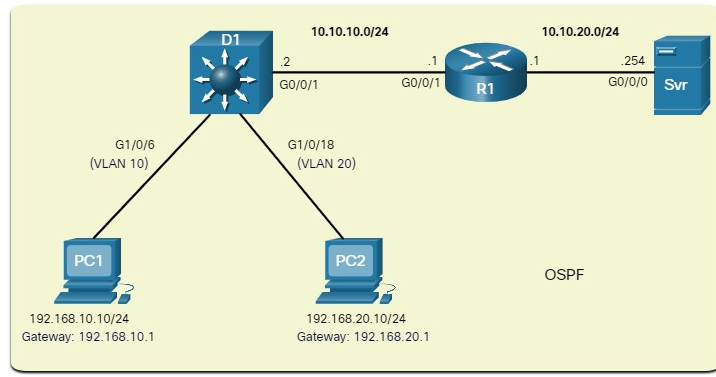 10.10.10.0/24
10.10.20.0/24
D1
.2
.1
.1
.254
G0/0/1
G0/0/1
R1
G0/0/0
Svr
G1/0/6
(VLAN 10)
G1/0/18
(VLAN 20)
PC1
PC2
OSPF
192.168.10.10/24
Gateway: 192.168.10.1
192.168.20.10/24
Gateway: 192.168.20.1